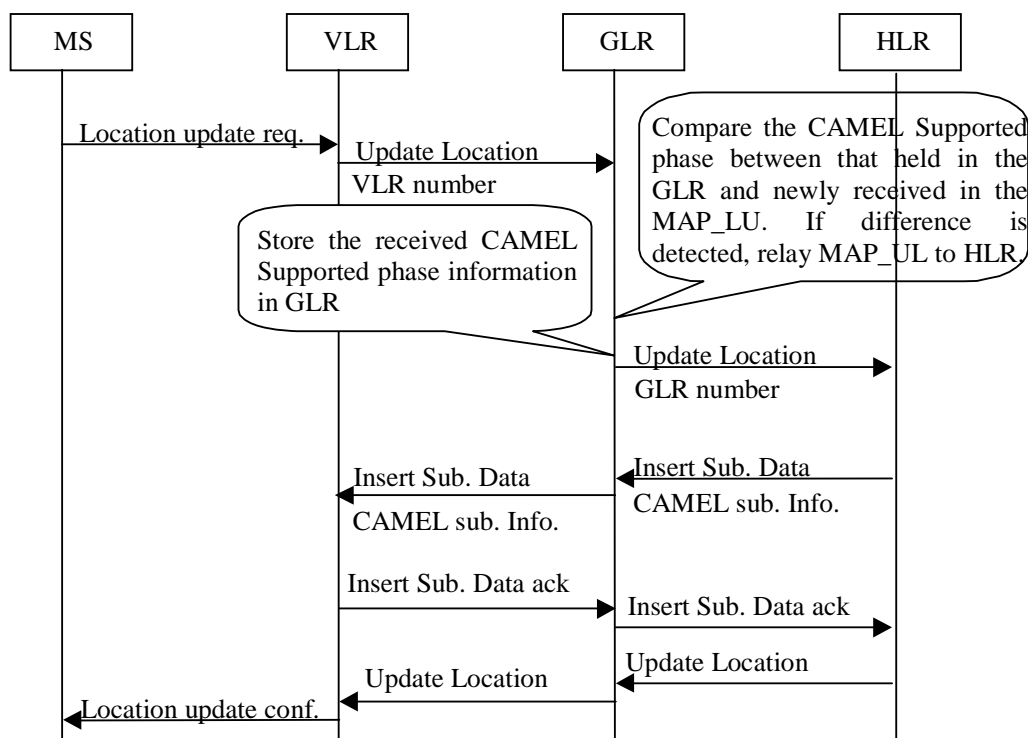 MS
VLR
GLR
HLR
Location update req.
Update Location
VLR number
Compare the CAMEL Supported
phase between that held in the
GLR and newly received in the
MAP_LU. If difference is
detected, relay MAP_UL to HLR.
Store the received CAMEL
Supported phase information
in GLR
Update Location
GLR number
Insert Sub. Data
CAMEL sub. Info.
Insert Sub. Data
CAMEL sub. Info.
Insert Sub. Data ack
Insert Sub. Data ack
Update Location
Update Location
Location update conf.